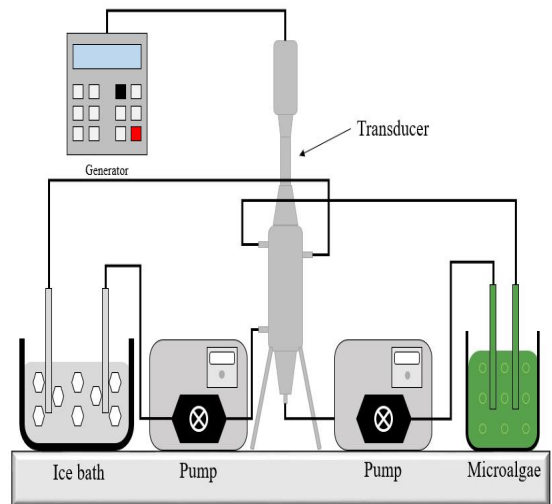 Transducer
Generator
Ice bath
Pump
Pump
Microalgae